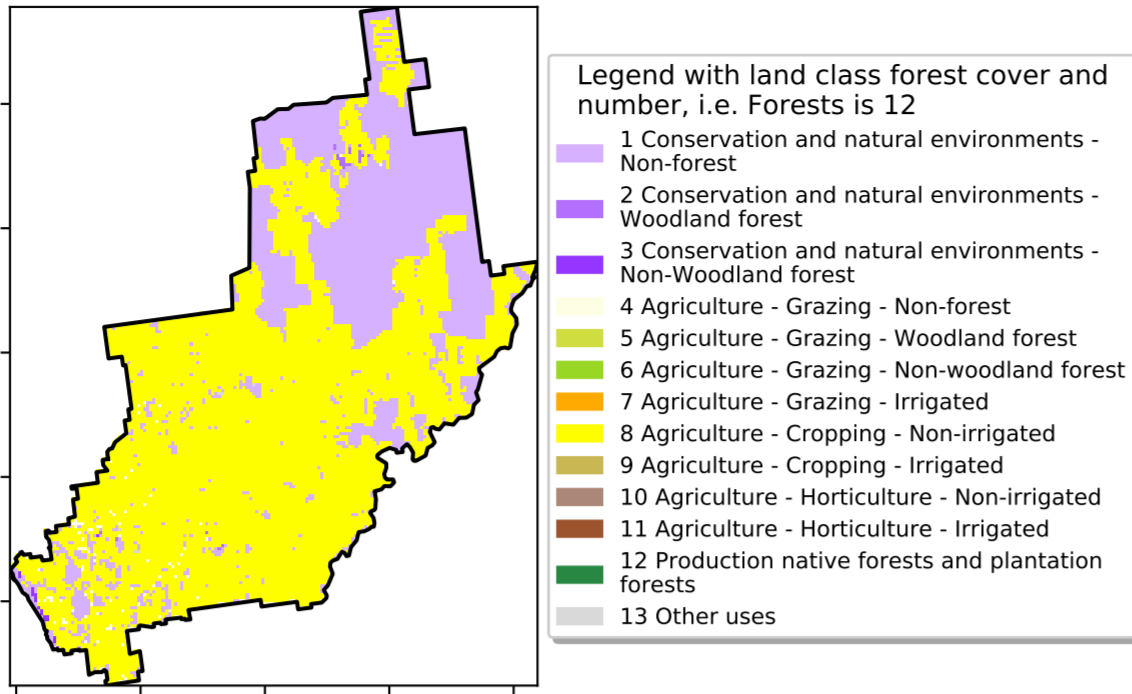 Legend with land class forest cover and
number, i.e. Forests is 12
1 Conservation and natural environments -
Non-forest
2 Conservation and natural environments -
Woodland forest
3 Conservation and natural environments -
Non-Woodland forest
4 Agriculture - Grazing - Non-forest
5 Agriculture - Grazing - Woodland forest
6 Agriculture - Grazing - Non-woodland forest
7 Agriculture - Grazing - Irrigated
8 Agriculture - Cropping - Non-irrigated
9 Agriculture - Cropping - Irrigated
10 Agriculture - Horticulture - Non-irrigated
11 Agriculture - Horticulture - Irrigated
12 Production native forests and plantation
forests
13 Other uses